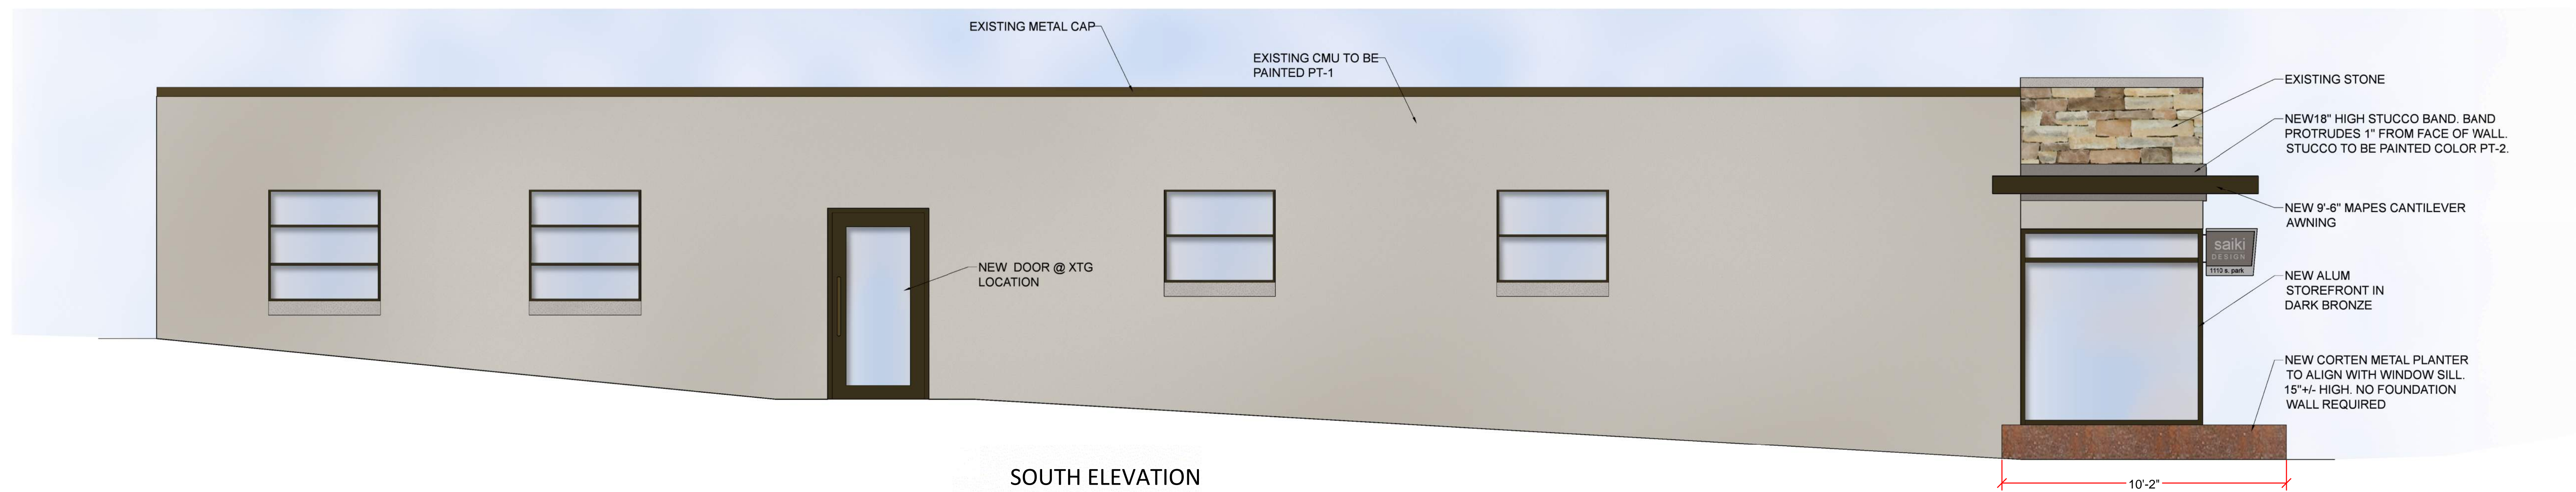 EXISTING METAL CAP
EXISTING CMU TO BE
PAINTED PT-1
EXISTING STONE
NEW18" HIGH STUCCO BAND. BAND
PROTRUDES 1" FROM FACE OF WALL.
STUCCO TO BE PAINTED COLOR PT-2.
NEW 9'-6" MAPES CANTILEVER
AWNING
saiki
DESIGN
1110 s. park
NEW DOOR @ XTG
LOCATION
NEW ALUM
STOREFRONT IN
DARK BRONZE
NEW CORTEN METAL PLANTER
TO ALIGN WITH WINDOW SILL.
15"+/- HIGH. NO FOUNDATION
WALL REQUIRED
SOUTH ELEVATION
10'-2"